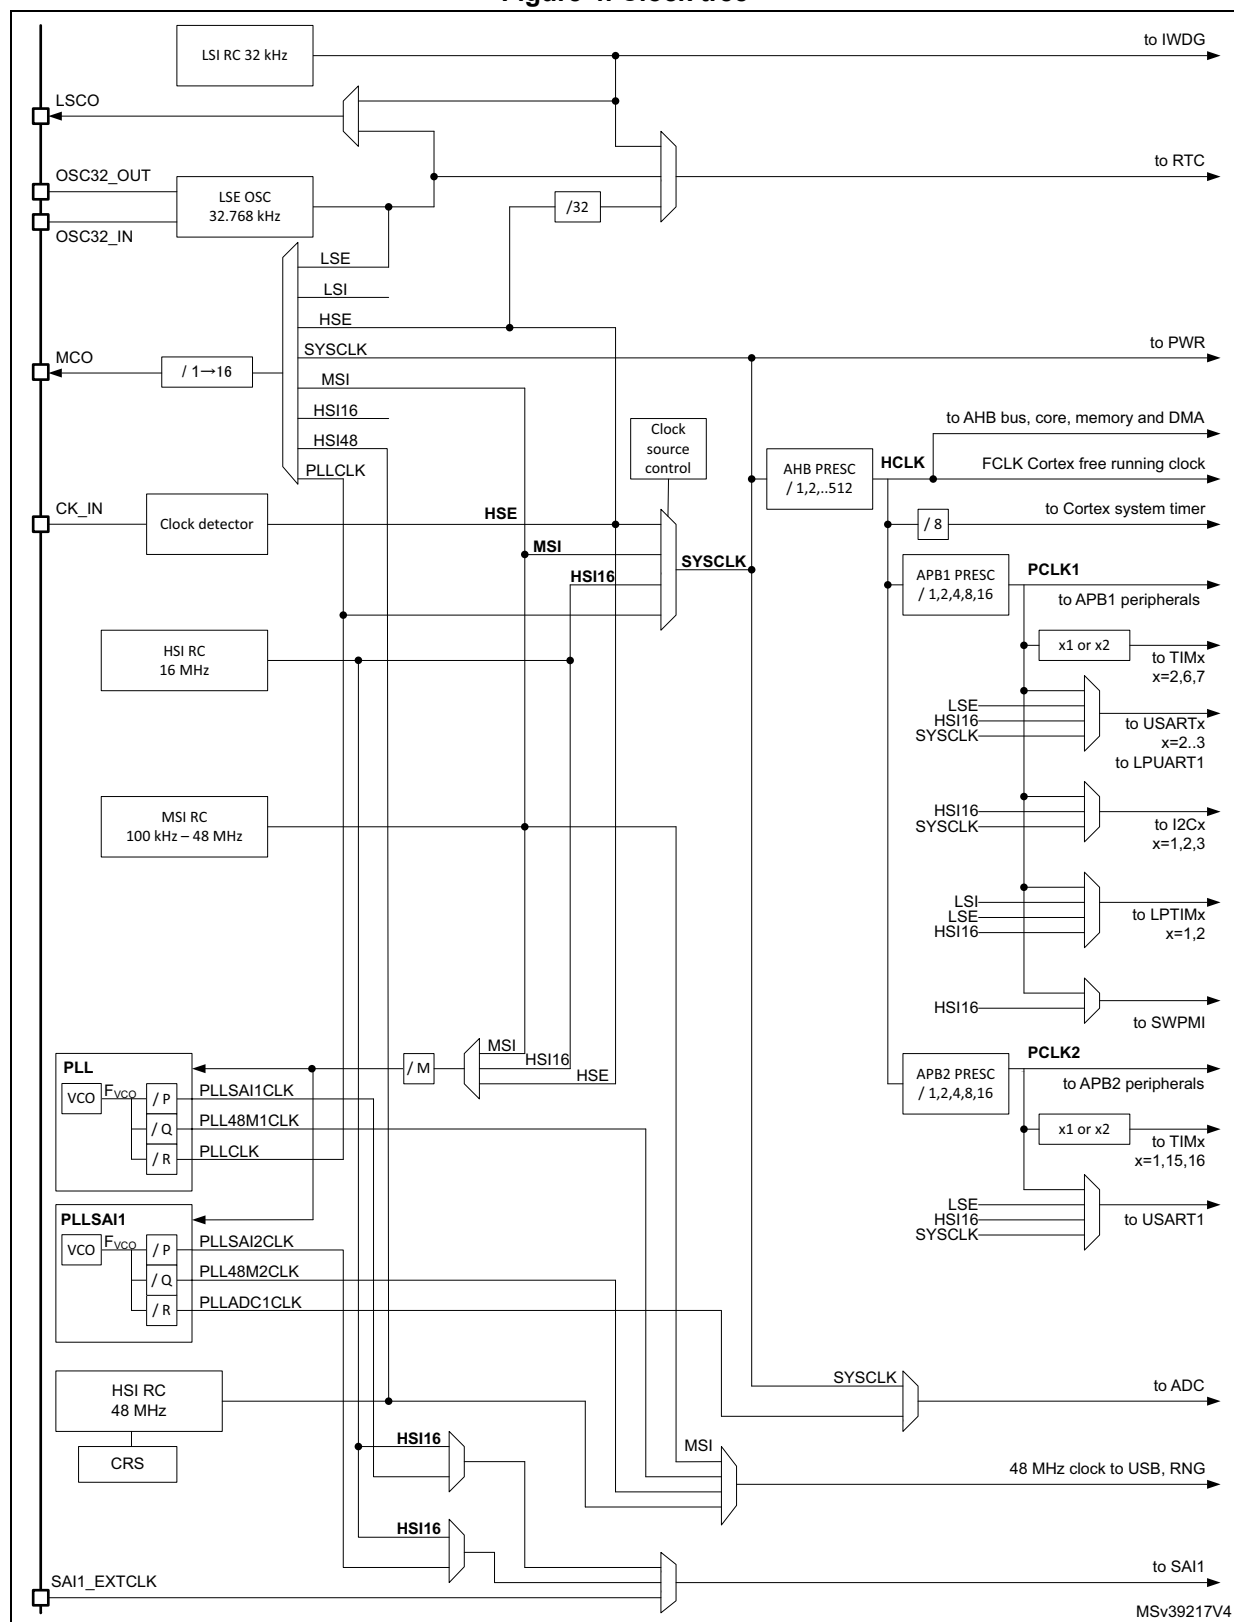 LSI RC 32 kHz
to IWDG
LSCO
OSC32_OUT
to RTC
LSE OSC
32.768 kHz
/32
OSC32_IN
LSE
LSI
HSE
SYSCLK
to PWR
MCO
/ 1→16
MSI
HSI16
to AHB bus, core, memory and DMA
Clock
source
control
HSI48
AHB PRESC
/ 1,2,..512
HCLK
FCLK Cortex free running clock
PLLCLK
CK_IN
Clock detector
HSE
/ 8
to Cortex system timer
MSI
SYSCLK
HSI16
APB1 PRESC
/ 1,2,4,8,16
PCLK1
to APB1 peripherals
HSI RC
16 MHz
x1 or x2
to TIMx
x=2,6,7
LSE
HSI16
SYSCLK
to USARTx
x=2..3
to LPUART1
MSI RC
100 kHz – 48 MHz
HSI16
SYSCLK
to I2Cx
x=1,2,3
LSI
LSE
HSI16
to LPTIMx
x=1,2
HSI16
to SWPMI
MSI
HSI16
HSE
/ M
PLL
VCO
FVCO
/ P
PLLSAI1CLK
/ Q
PLL48M1CLK
/ R
PLLCLK
APB2 PRESC
/ 1,2,4,8,16
PCLK2
to APB2 peripherals
x1 or x2
to TIMx
x=1,15,16
LSE
HSI16
SYSCLK
to USART1
PLLSAI1
VCO
FVCO
/ P
PLLSAI2CLK
/ Q
PLL48M2CLK
/ R
PLLADC1CLK
HSI RC
48 MHz
SYSCLK
to ADC
CRS
HSI16
MSI
48 MHz clock to USB, RNG
HSI16
SAI1_EXTCLK
to SAI1
MSv39217V4